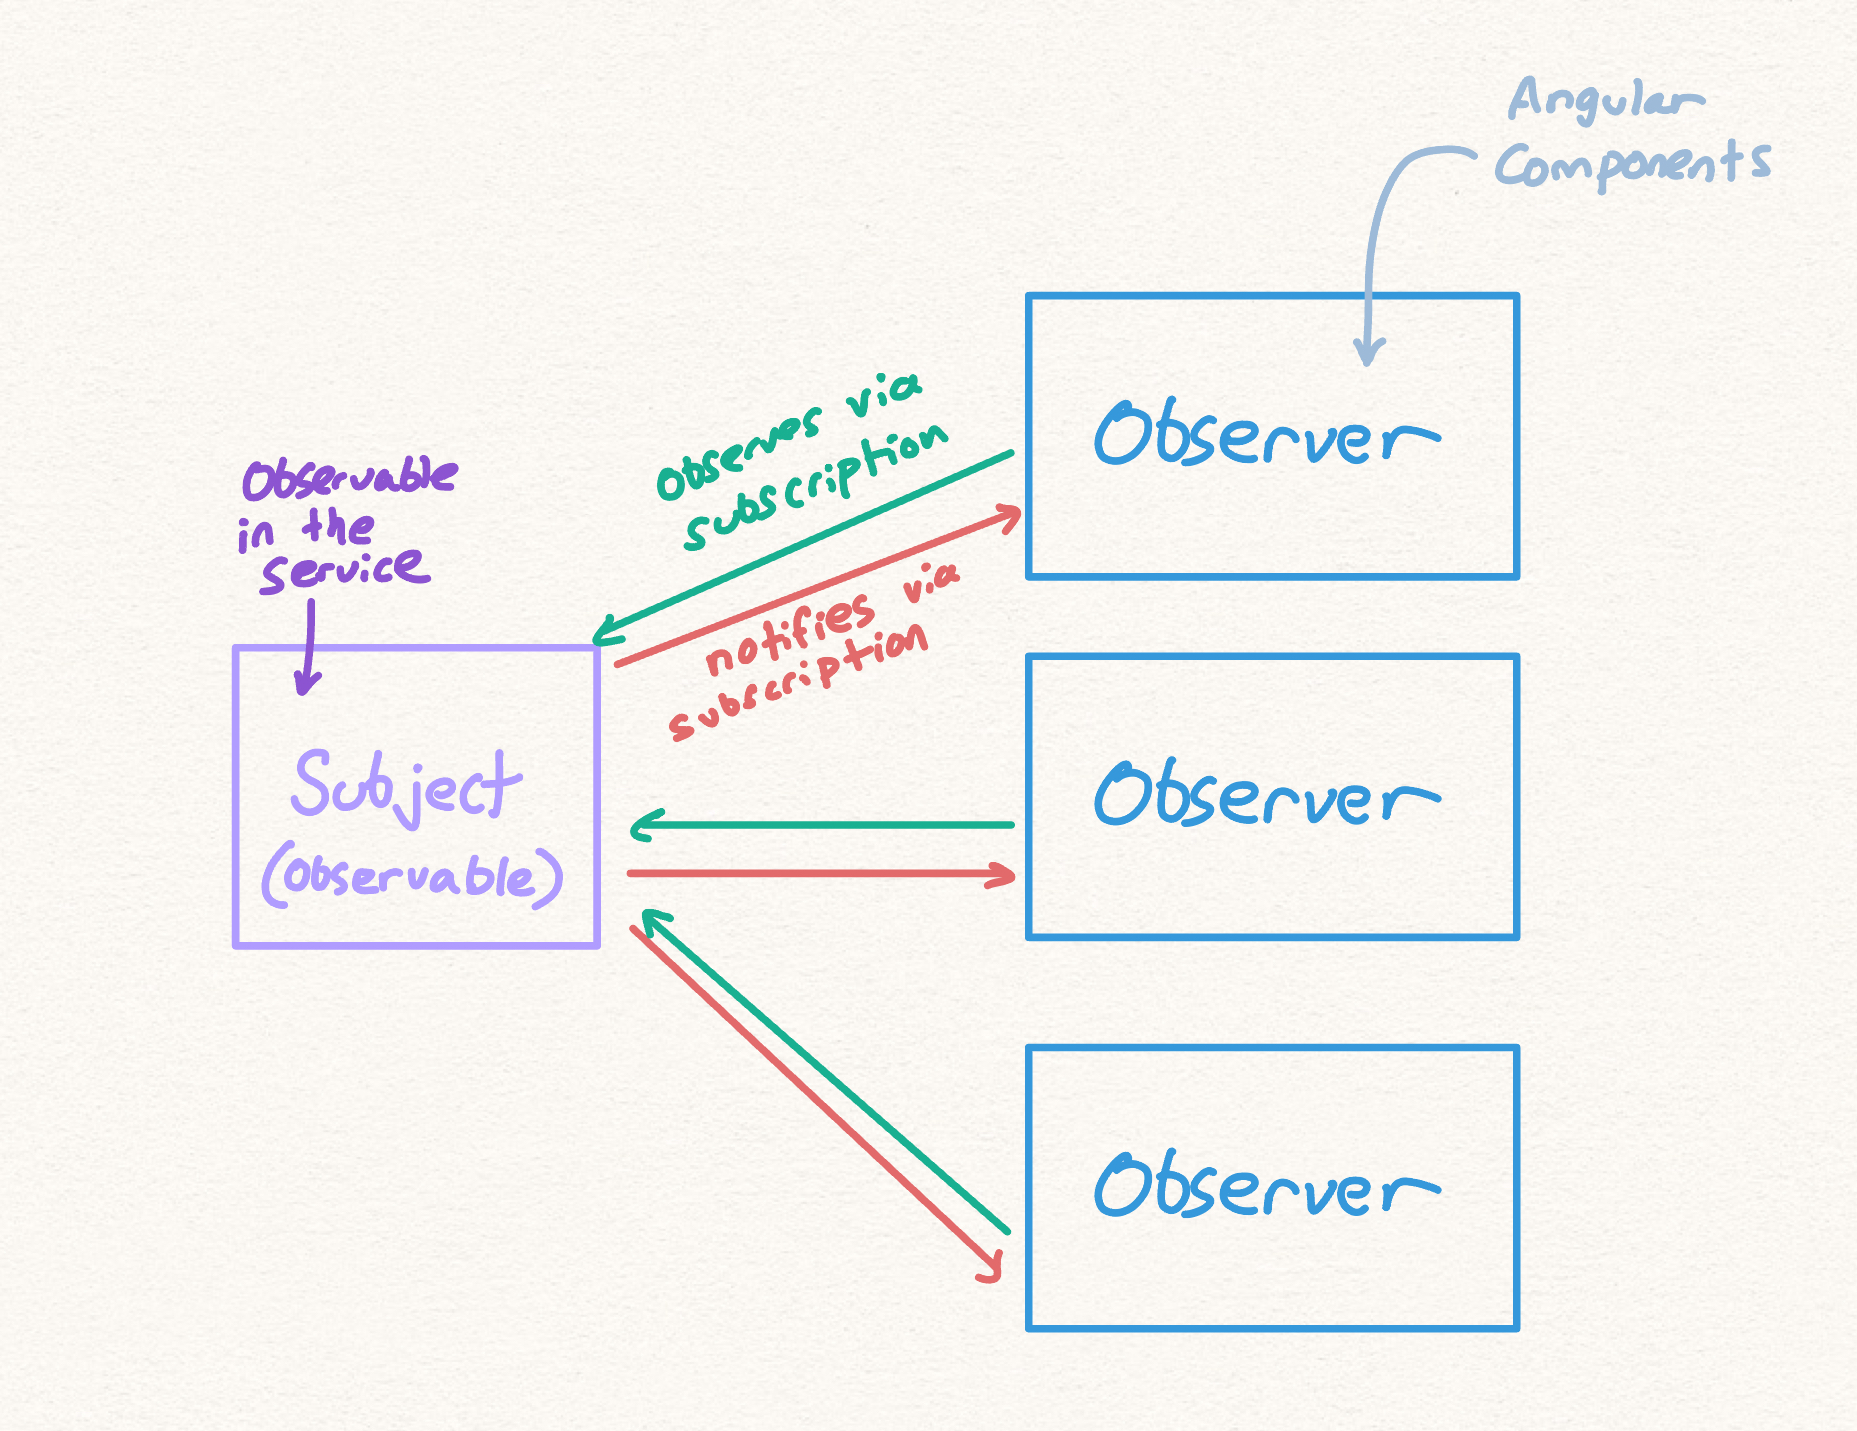 Angular
Components
Observer
Observes via
subscription
notifies via
subscription
Observable
in the
service
Subject
(Observable)
Observer
Observer